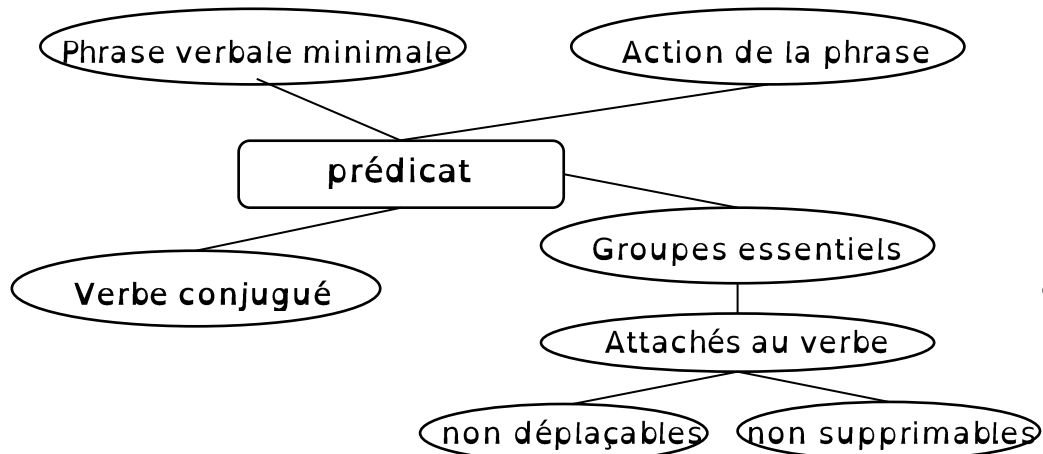 Phrase verbale minimale
Action de la phrase
prédicat
Groupes essentiels
Verbe conjugué
Attachés au verbe
non déplaçables
non supprimables